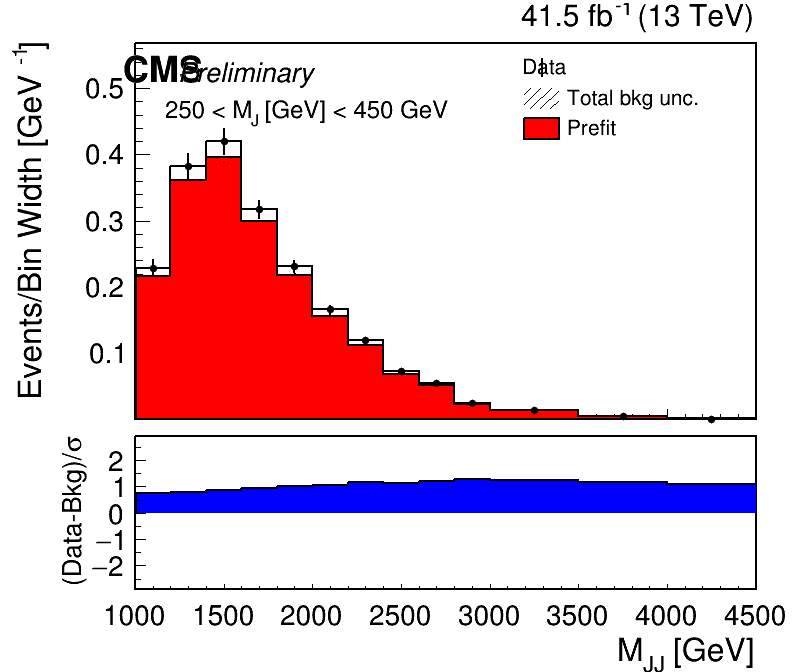 41.5 fb⁻¹ (13 TeV)
CMS Preliminary
250 < M_J [GeV] < 450 GeV
Data
Total bkg unc.
Prefit
Events/Bin Width [GeV⁻¹]
0.5
0.4
0.3
0.2
0.1
(Data-Bkg)/σ
2
1
0
−1
−2
1000 1500 2000 2500 3000 3500 4000 4500
M_JJ [GeV]